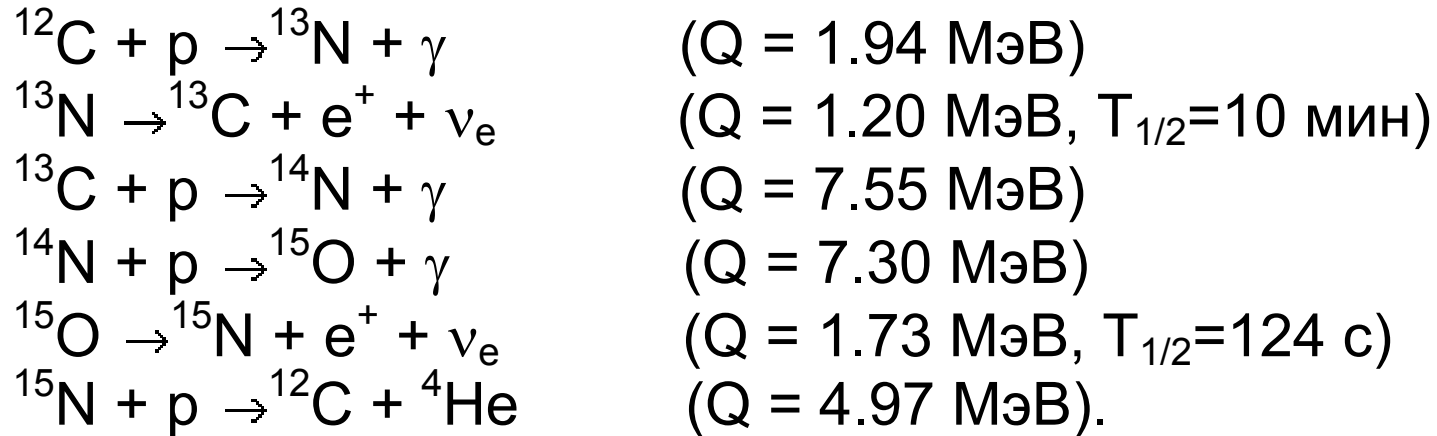 ¹²C + p →¹³N + γ (Q = 1.94 МэВ)
¹³N →¹³C + e⁺ + νₑ (Q = 1.20 МэВ, T₁/₂=10 мин)
¹³C + p →¹⁴N + γ (Q = 7.55 МэВ)
¹⁴N + p →¹⁵O + γ (Q = 7.30 МэВ)
¹⁵O →¹⁵N + e⁺ + νₑ (Q = 1.73 МэВ, T₁/₂=124 с)
¹⁵N + p →¹²C + ⁴He (Q = 4.97 МэВ).